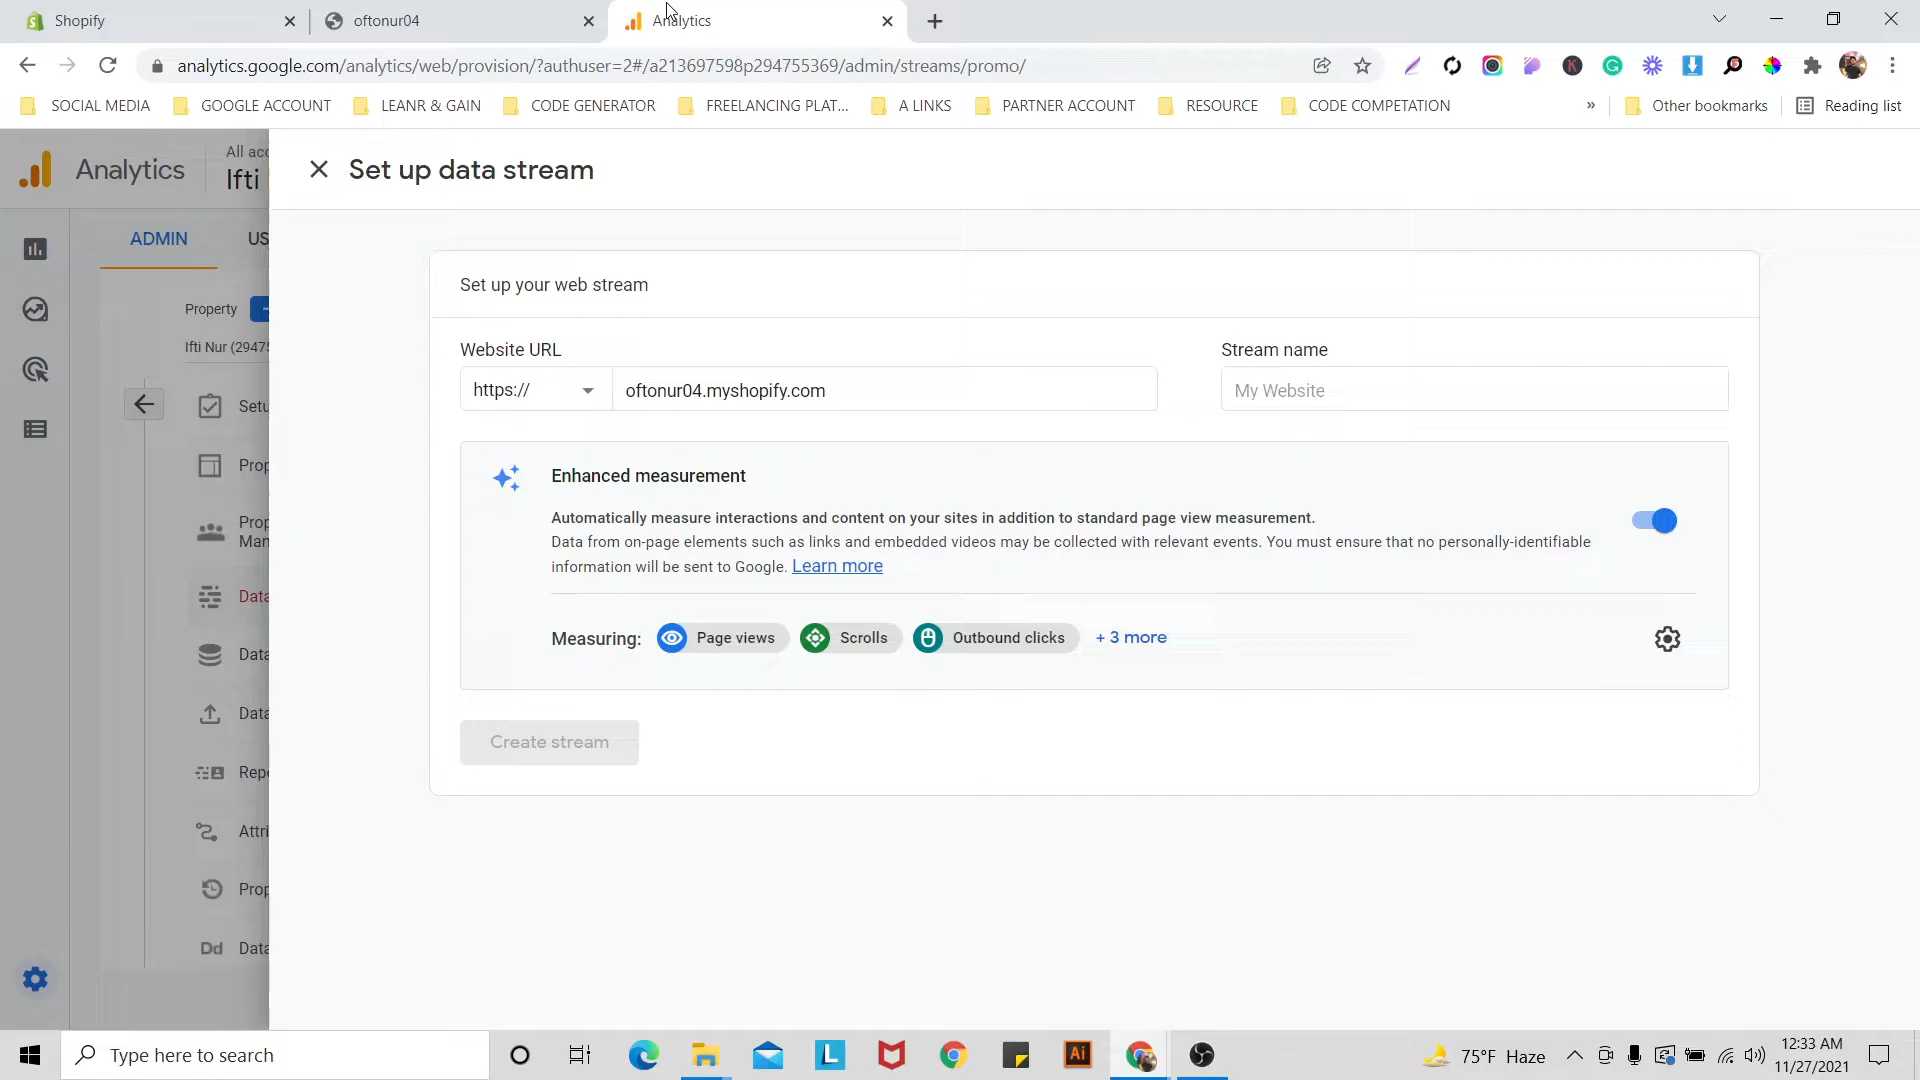 Shopify
oftonur04
Analytics
analytics.google.com/analytics/web/provision/?authuser=2#/a213697598p294755369/admin/streams/promo/
SOCIAL MEDIA
GOOGLE ACCOUNT
LEANR & GAIN
CODE GENERATOR
FREELANCING PLAT...
A LINKS
PARTNER ACCOUNT
RESOURCE
CODE COMPETATION
»
Other bookmarks
Reading list
Analytics
All acc
Ifti
Set up data stream
ADMIN
US
Property
Ifti Nur (2947
Setu
Prop
Prop
Man
Data
Data
Data
Repo
Attri
Prop
Dd
Data
Set up your web stream
Website URL
Stream name
https://
oftonur04.myshopify.com
My Website
Enhanced measurement
Automatically measure interactions and content on your sites in addition to standard page view measurement.
Data from on-page elements such as links and embedded videos may be collected with relevant events. You must ensure that no personally-identifiable
information will be sent to Google. Learn more
Measuring:
Page views
Scrolls
Outbound clicks
+ 3 more
Create stream
Type here to search
L
Ai
75°F Haze
12:33 AM
11/27/2021